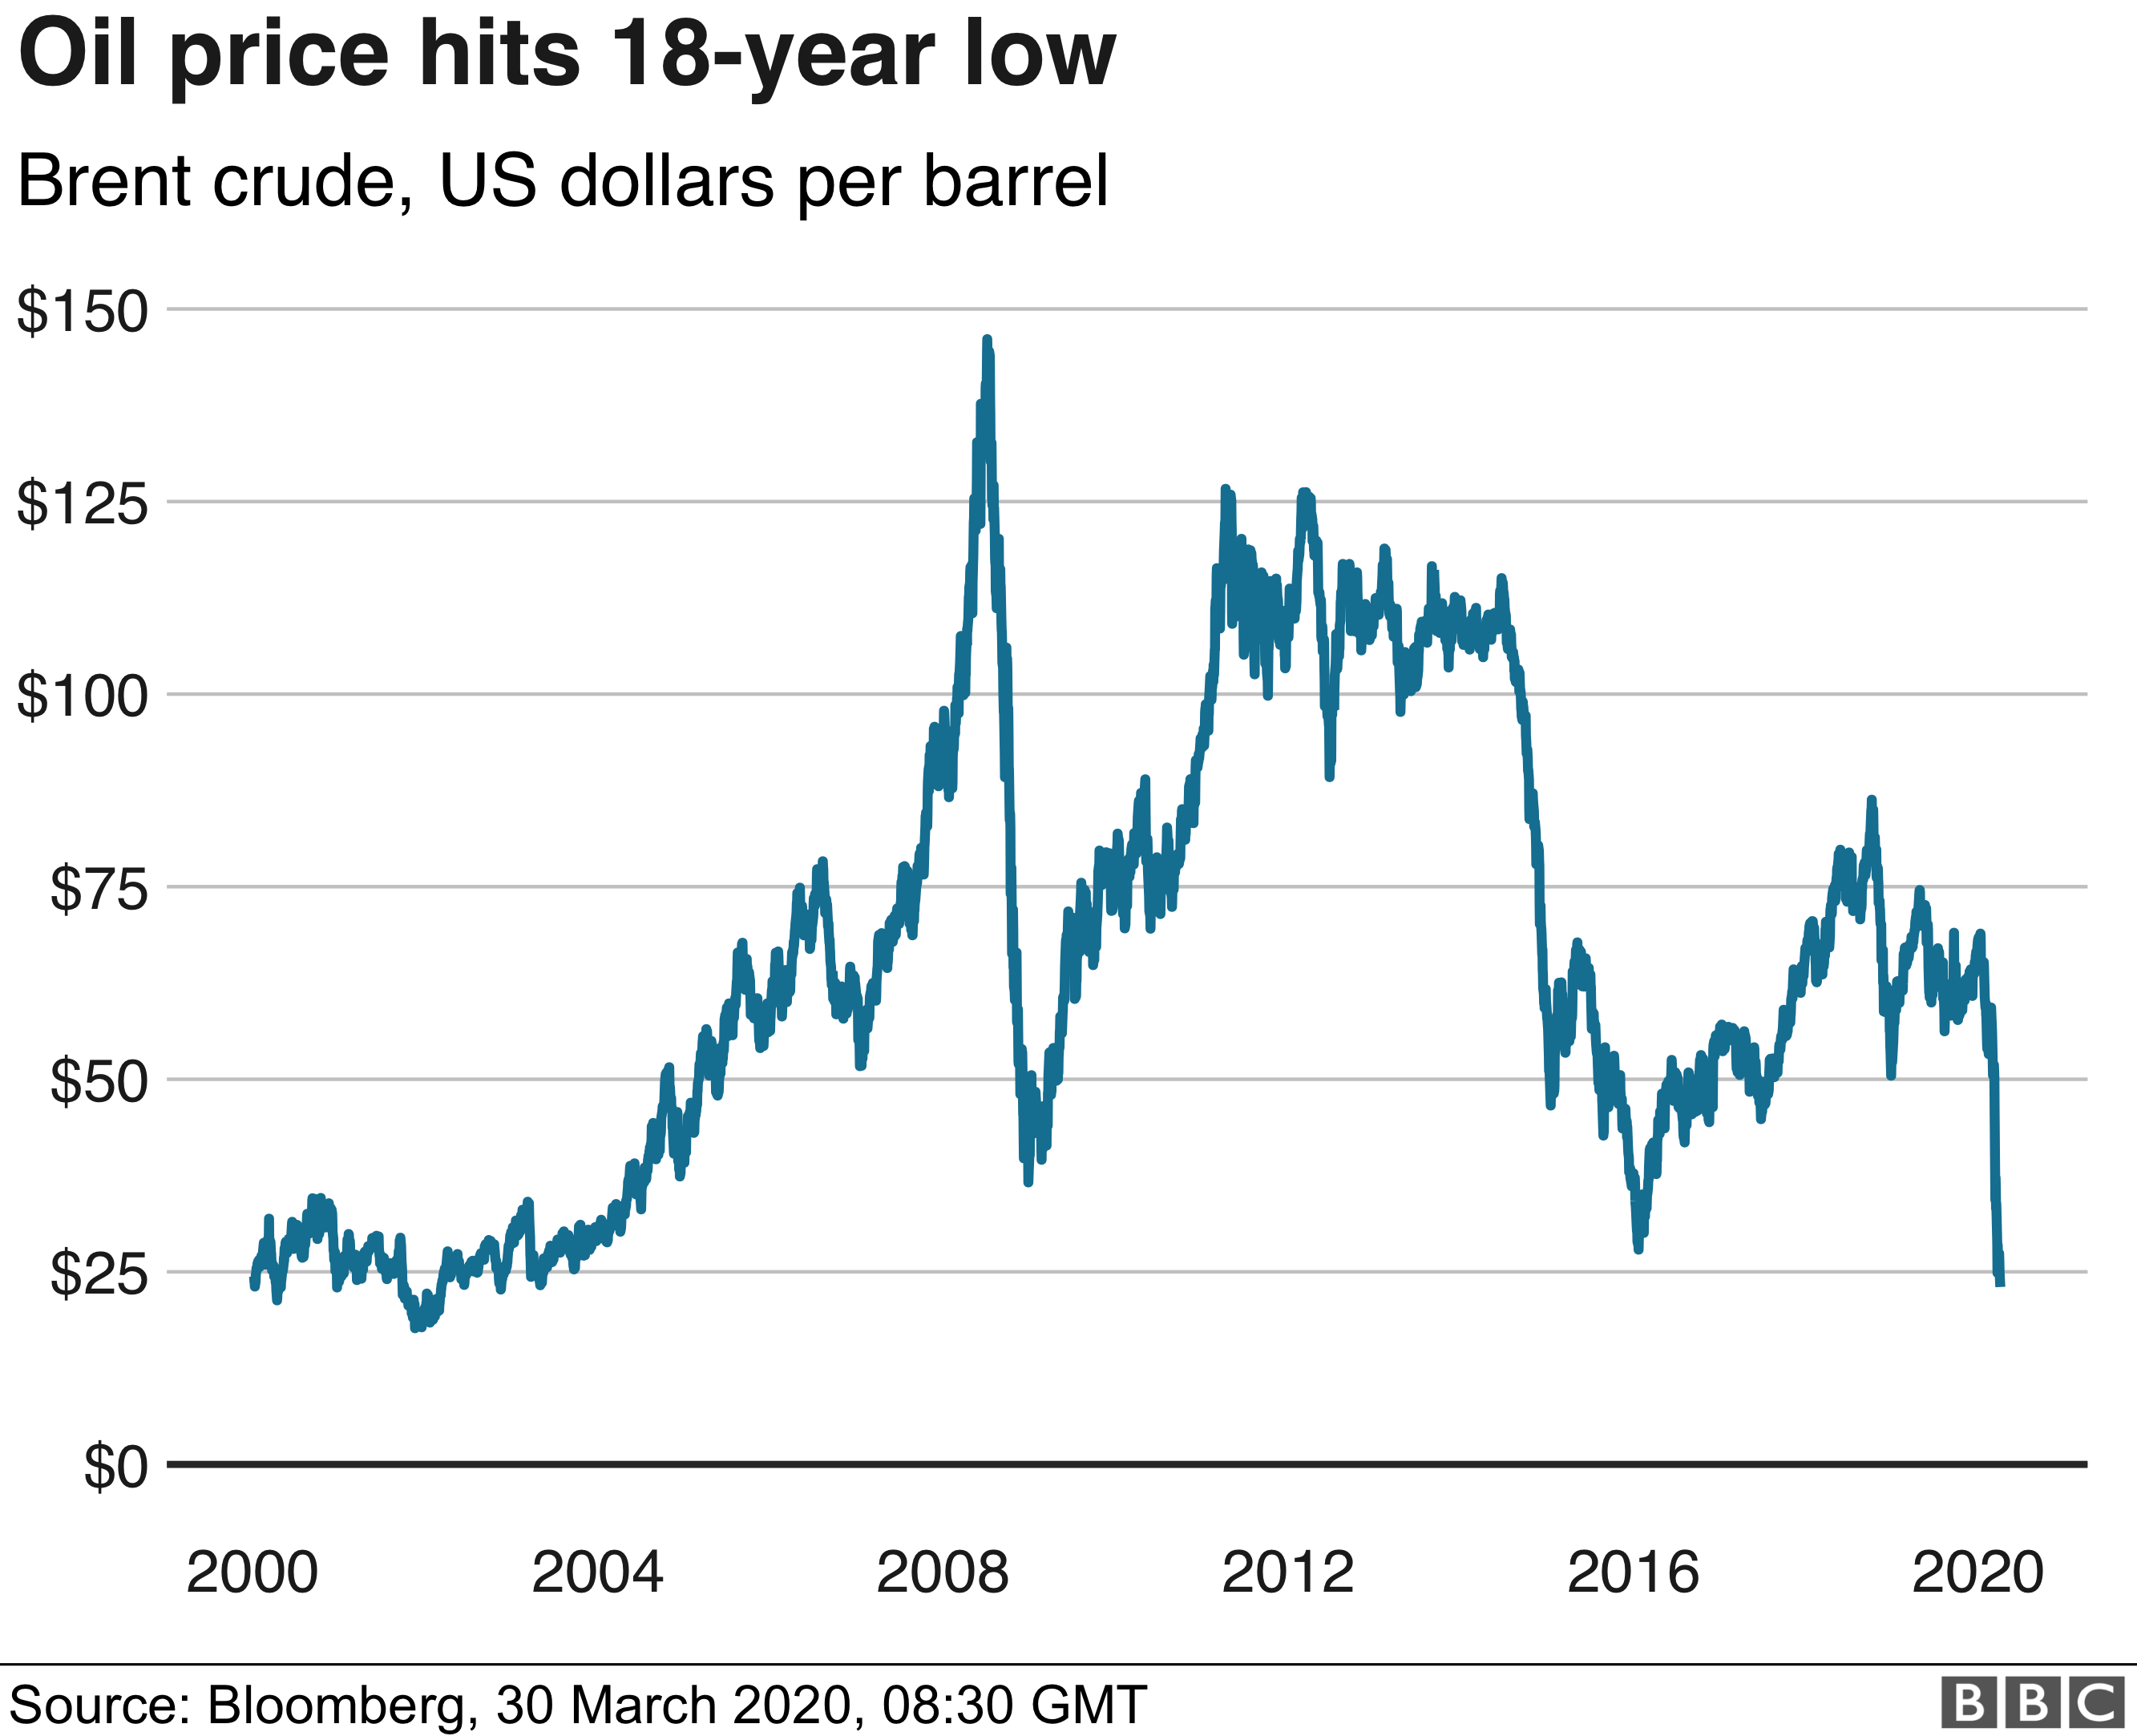 Oil price hits 18-year low
Brent crude, US dollars per barrel
$150
$125
$100
$75
$50
$25
$0
2000 2004 2008 2012 2016 2020
Source: Bloomberg, 30 March 2020, 08:30 GMT
BBC